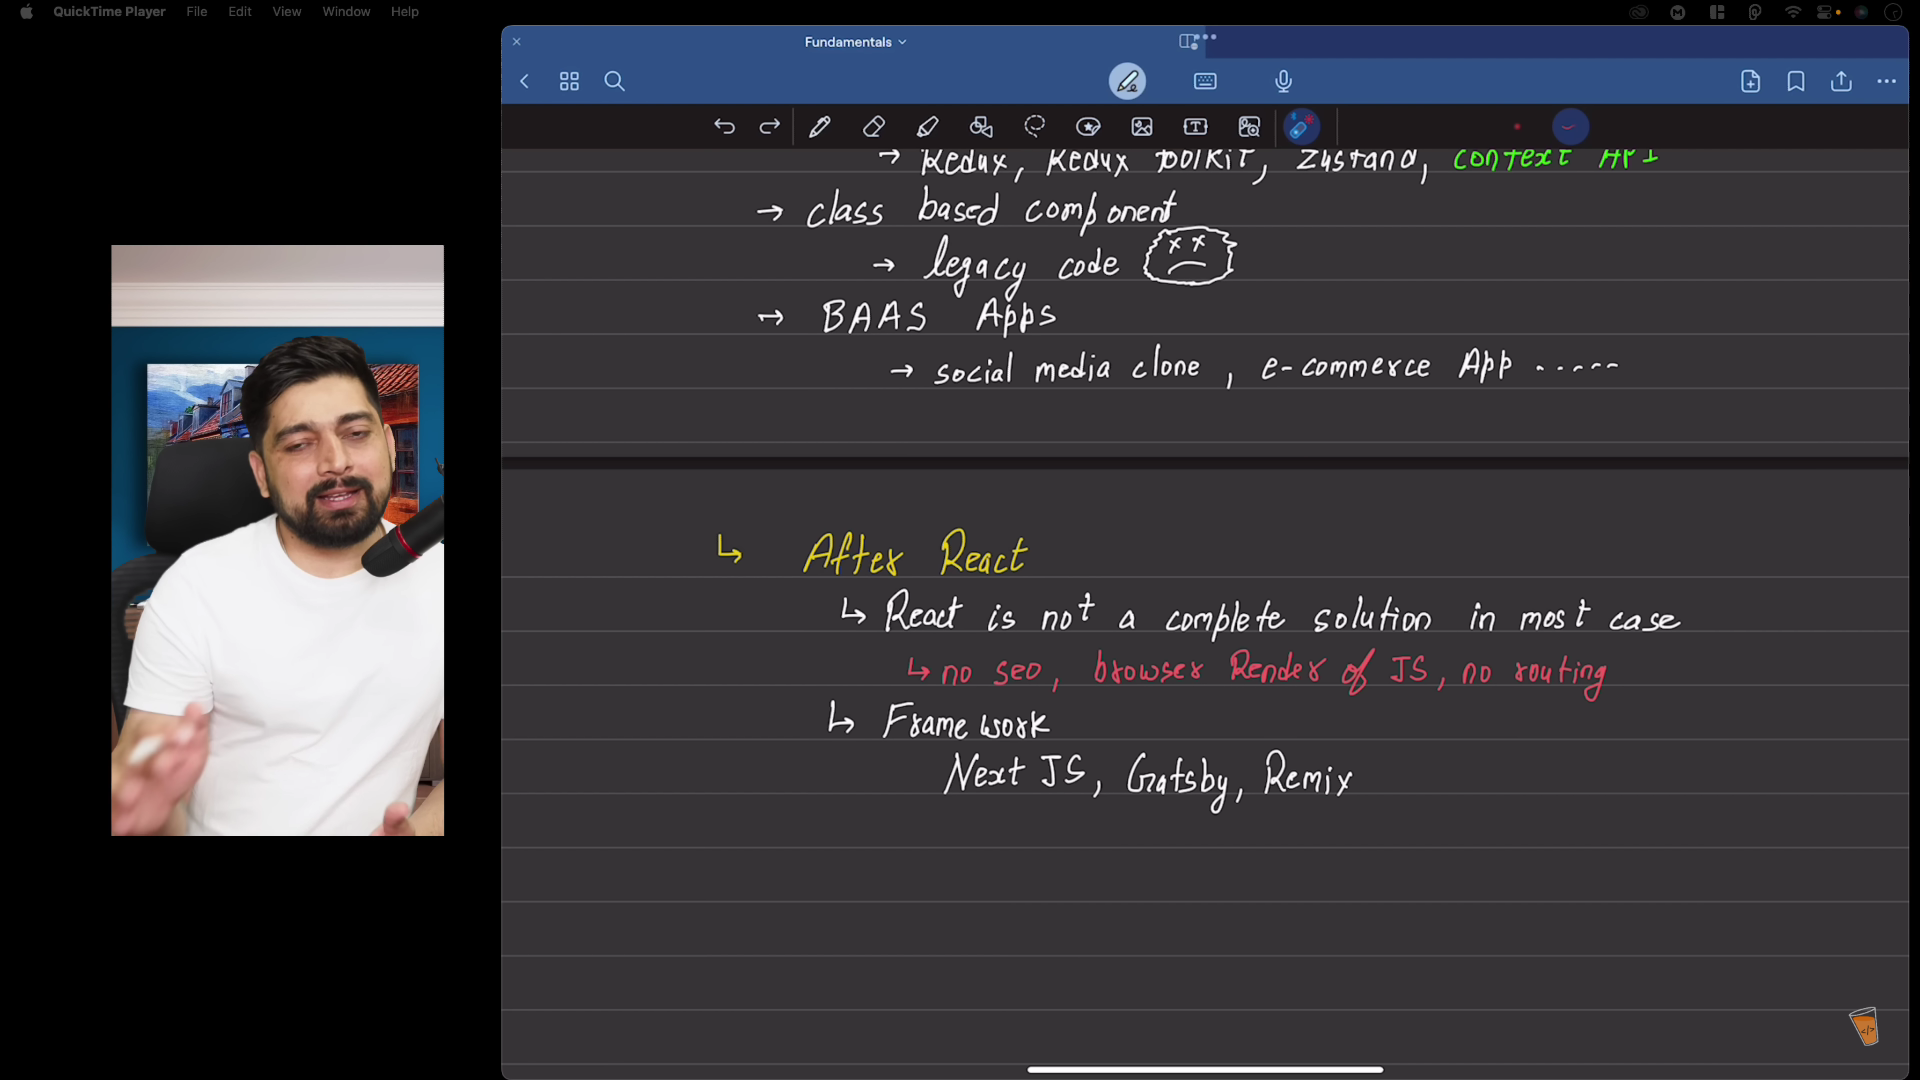 QuickTime Player File Edit View Window Help
Fundamentals
→ Redux, Redux toolkit, Zustand, context API
→ class based component
→ legacy code
→ BAAS Apps
→ social media clone, e-commerce App .....
↳ After React
↳ React is not a complete solution in most case
↳ no seo, browser Render of JS, no routing
↳ Frame work
Next JS, Gatsby, Remix